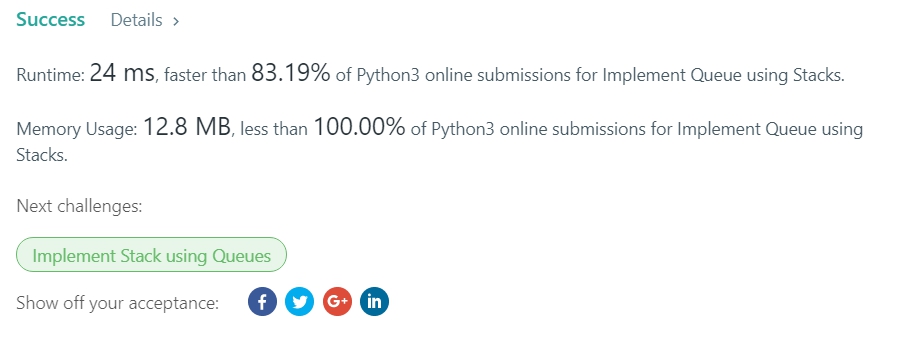 Success Details >
Runtime: 24 ms, faster than 83.19% of Python3 online submissions for Implement Queue using Stacks.
Memory Usage: 12.8 MB, less than 100.00% of Python3 online submissions for Implement Queue using
Stacks.
Next challenges:
Implement Stack using Queues
Show off your acceptance: f G+ in